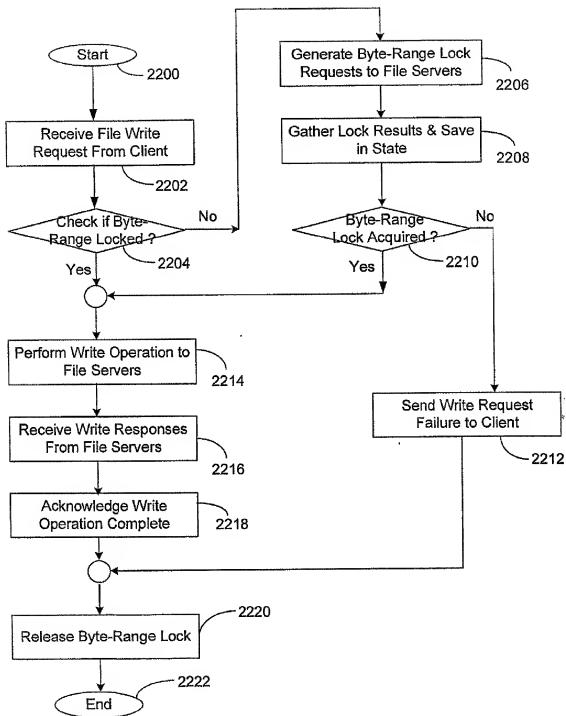 Start
2200
Receive File Write
Request From Client
2202
Check if Byte-
Range Locked ?
2204
No
Yes
Generate Byte-Range Lock
Requests to File Servers
2206
Gather Lock Results & Save
in State
2208
Byte-Range
Lock Acquired ?
2210
No
Yes
Send Write Request
Failure to Client
2212
Perform Write Operation to
File Servers
2214
Receive Write Responses
From File Servers
2216
Acknowledge Write
Operation Complete
2218
Release Byte-Range Lock
2220
End
2222